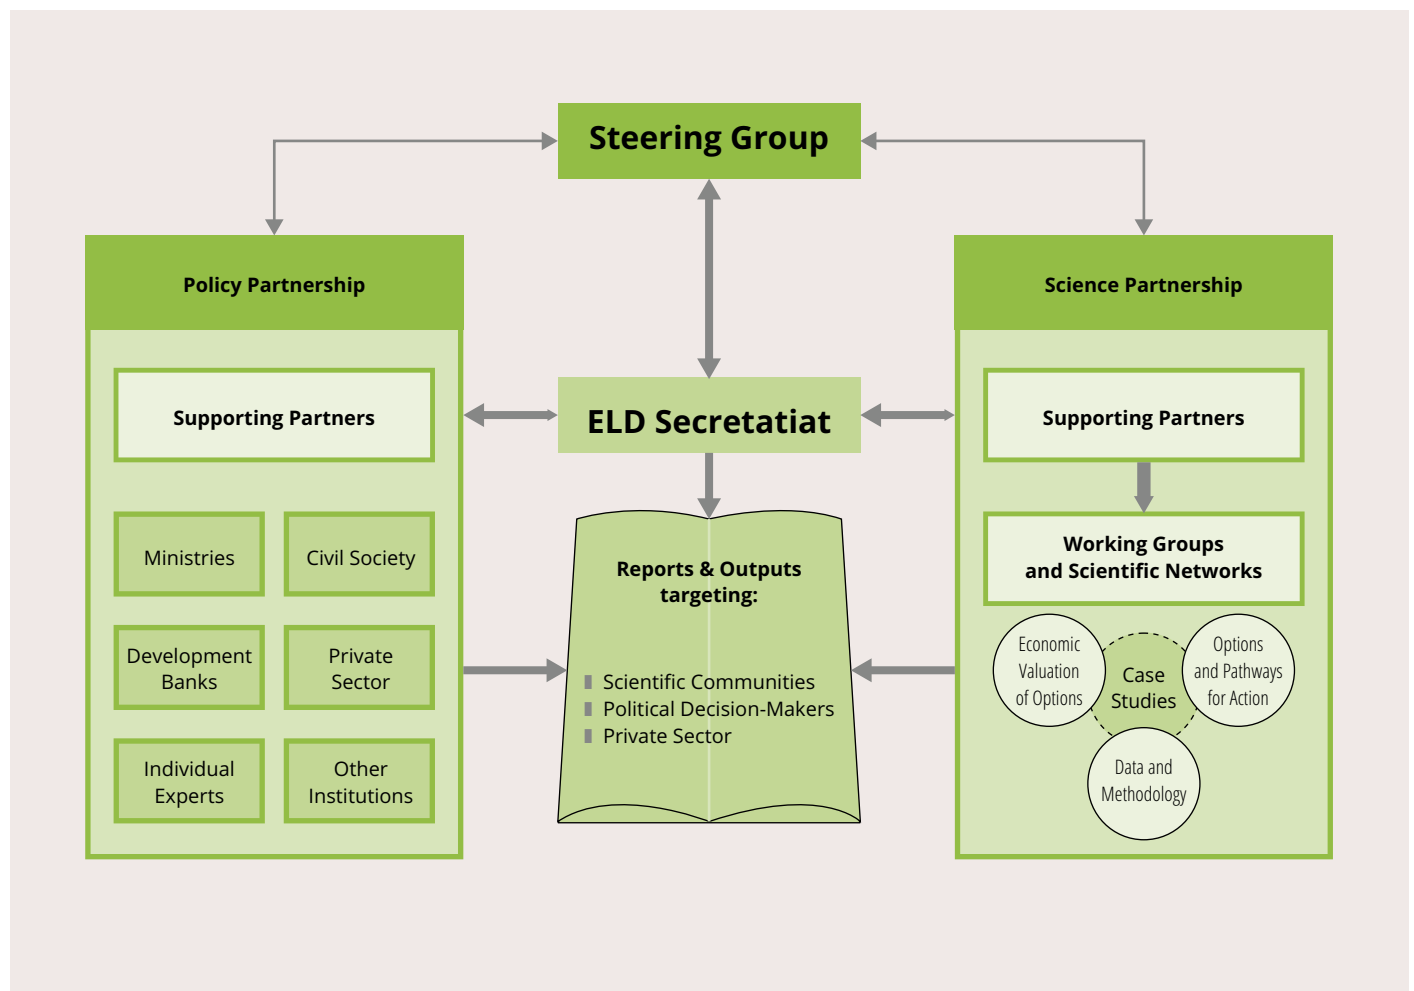 Steering Group
Policy Partnership
Supporting Partners
Ministries
Civil Society
Development
Banks
Private
Sector
Individual
Experts
Other
Institutions
ELD Secretatiat
Reports & Outputs
targeting:
Scientific Communities
Political Decision-Makers
Private Sector
Science Partnership
Supporting Partners
Working Groups
and Scientific Networks
Economic
Valuation
of Options
Case
Studies
Options
and Pathways
for Action
Data and
Methodology